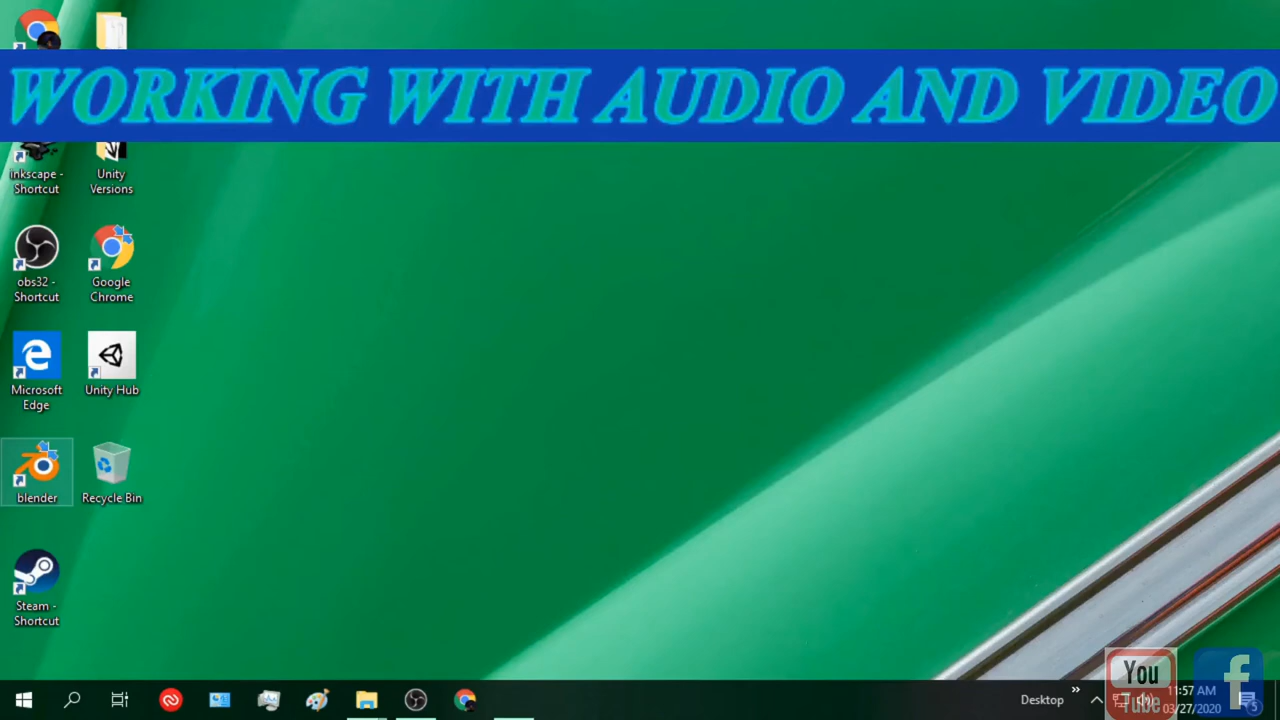 WORKING WITH AUDIO AND VIDEO
inkscape -
Shortcut
Unity
Versions
obs32 -
Shortcut
Google
Chrome
Microsoft
Edge
Unity Hub
blender
Recycle Bin
Steam -
Shortcut
Desktop
You
Tube
f
11:57 AM
03/27/2020
5